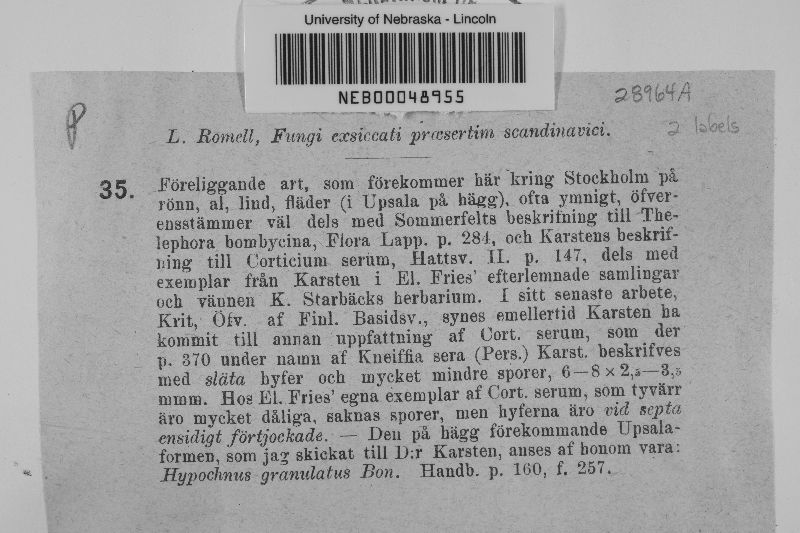 University of Nebraska - Lincoln
NEB00048955
28964A
2 labels
P
L. Romell, Fungi exsiccati præsertim scandinavici.
35. Föreliggande art, som förekommer här kring Stockholm på
rönn, al, lind, fläder (i Upsala på hägg), ofta ymnigt, öfver-
ensstämmer väl dels med Sommerfelts beskrifning till The-
lephora bombycina, Flora Lapp. p. 284, och Karstens beskrif-
ning till Corticium serum, Hattsv. II. p. 147, dels med
exemplar från Karsten i El. Fries' efterlemnade samlingar
och vännen K. Starbäcks herbarium. I sitt senaste arbete,
Krit, Öfv. af Finl. Basidsv., synes emellertid Karsten ha
kommit till annan uppfattning af Cort. serum, som der
p. 370 under namn af Kneiffia sera (Pers.) Karst. beskrifves
med släta hyfer och mycket mindre sporer, 6—8 × 2,5—3,5
mmm. Hos El. Fries' egna exemplar af Cort. serum, som tyvärr
äro mycket dåliga, saknas sporer, men hyferna äro vid septa
ensidigt förtjockade. — Den på hägg förekommande Upsala-
formen, som jag skickat till D:r Karsten, anses af honom vara:
Hypochnus granulatus Bon. Handb. p. 160, f. 257.